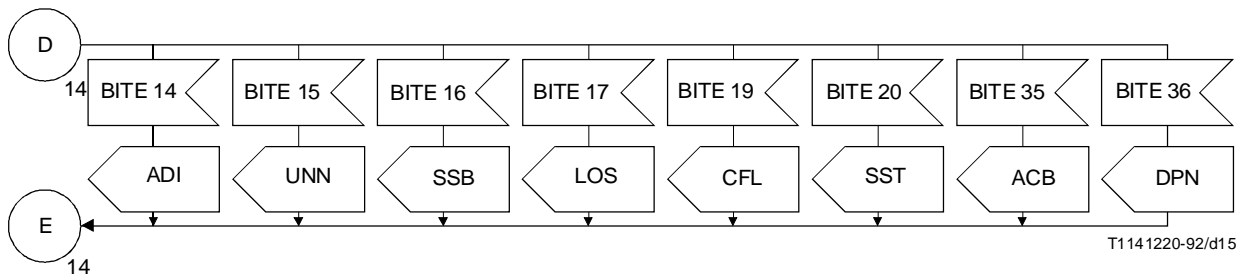 D
14
BITE 14
BITE 15
BITE 16
BITE 17
BITE 19
BITE 20
BITE 35
BITE 36
ADI
UNN
SSB
LOS
CFL
SST
ACB
DPN
E
14
T1141220-92/d15